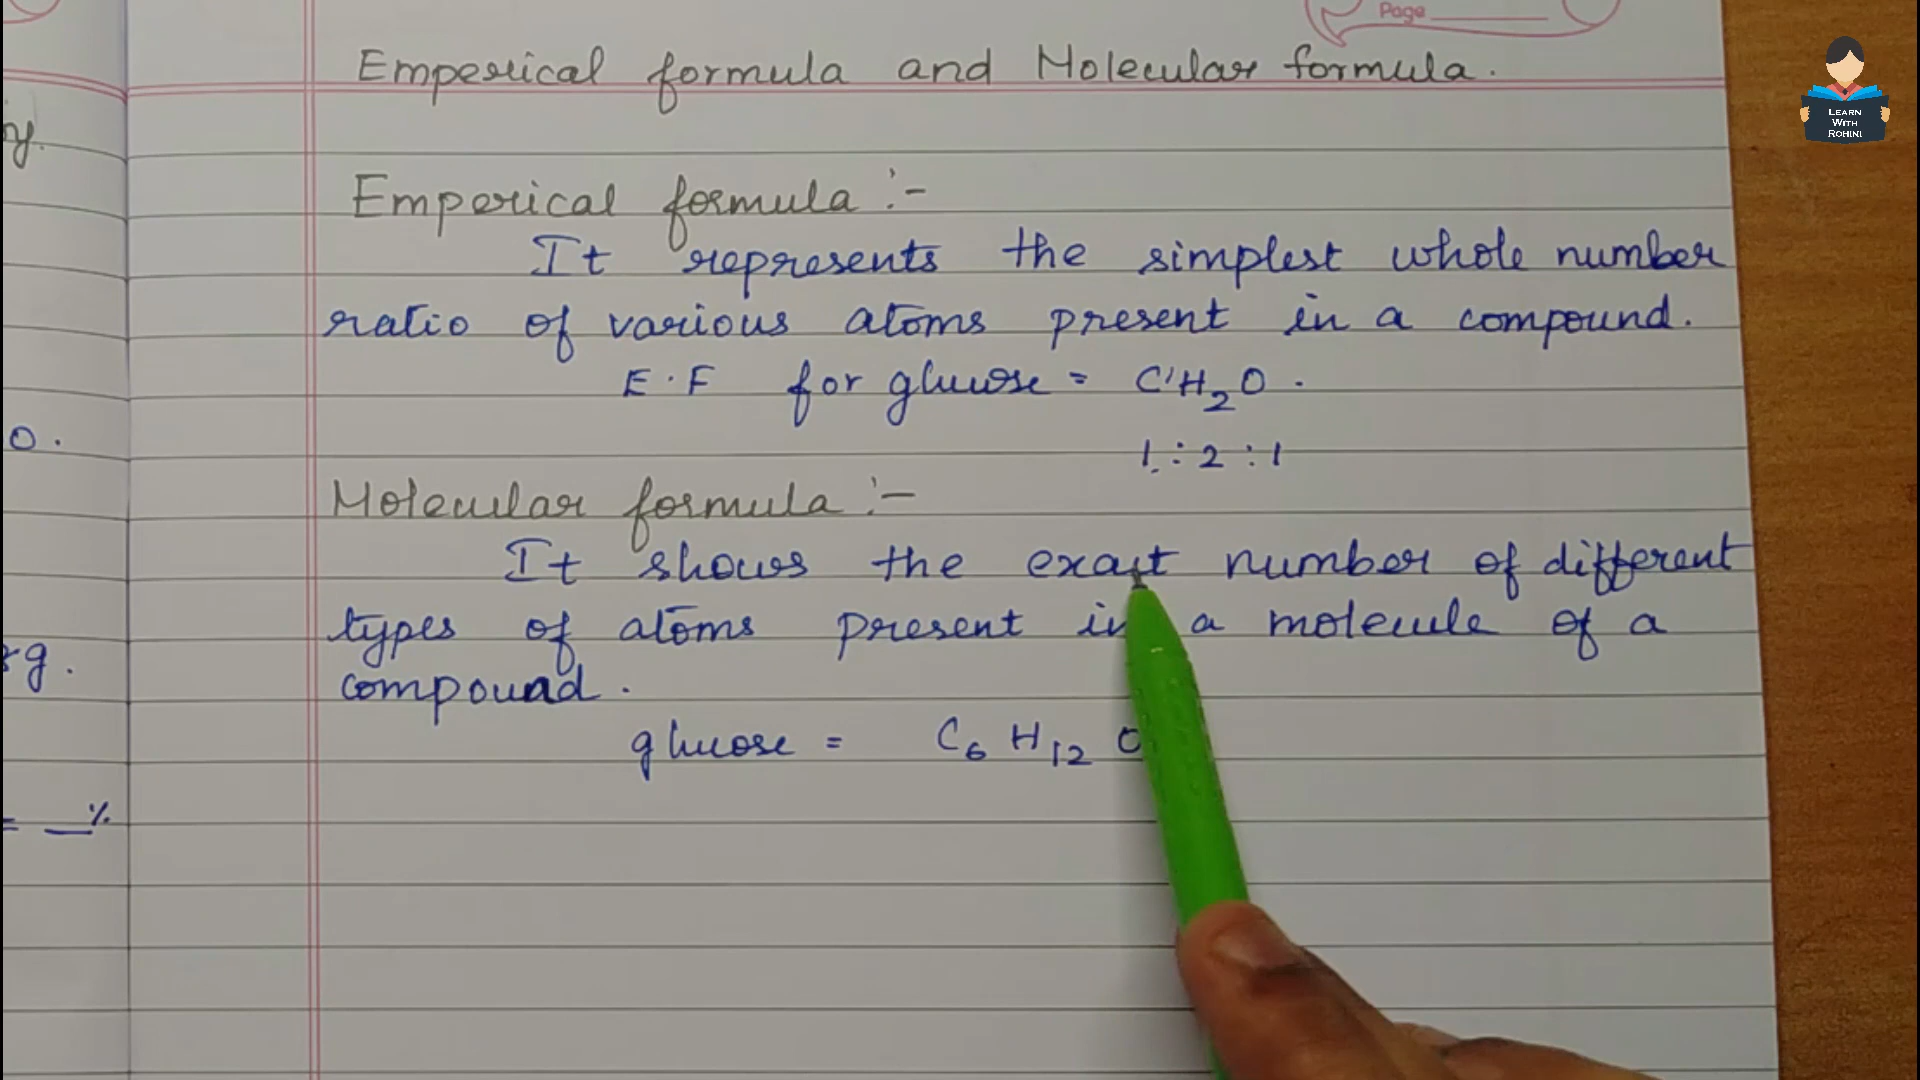 Page
Emperical formula and Molecular formula.
y.
Emperical formula :-
It represents the simplest whole number
ratio of various atoms present in a compound.
E.F for glucose = CH2O.
1 : 2 : 1
o.
Molecular formula :-
It shows the exact number of different
types of atoms present in a molecule of a
g.
compound.
glucose = C6 H12 O
= __%
LEARN
WITH
ROHINI